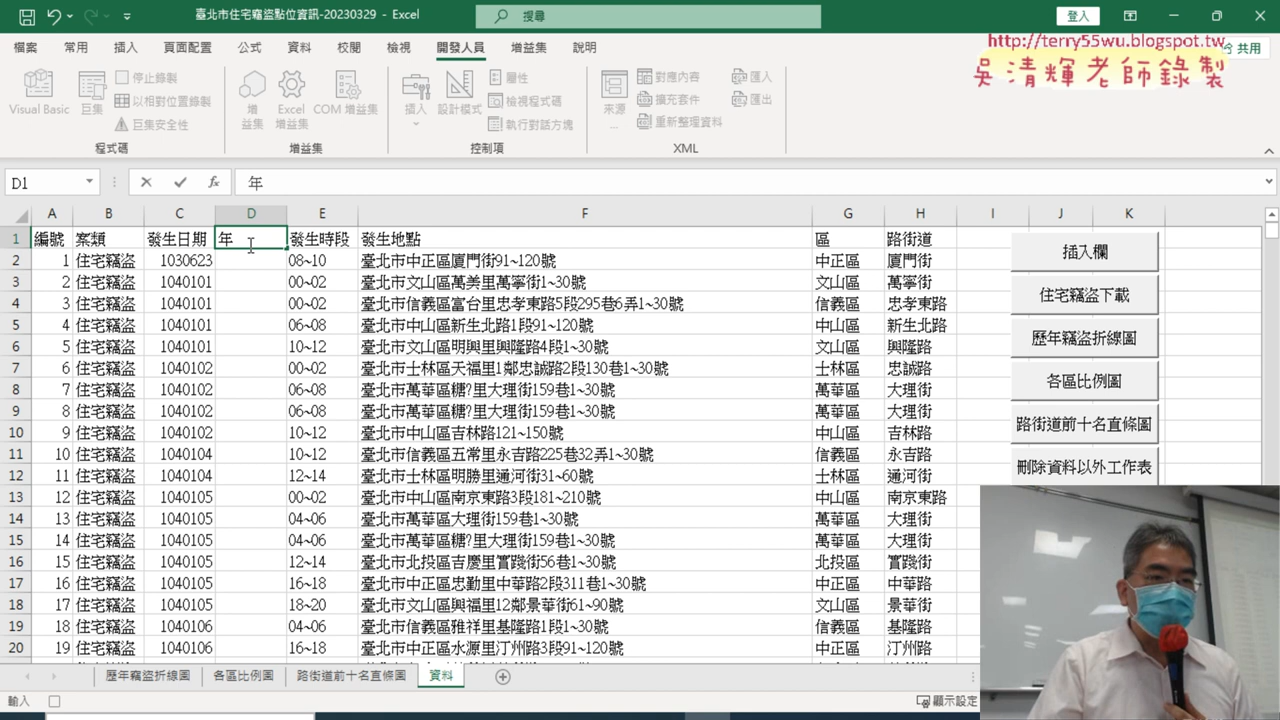 臺北市住宅竊盜點位資訊-20230329 - Excel
搜尋
登入
檔案 常用 插入 頁面配置 公式 資料 校閱 檢視 開發人員 增益集 說明
共用
http://terry55wu.blogspot.tw
吳清輝老師錄製
Visual Basic 巨集 停止錄製 以相對位置錄製 巨集安全性 程式碼
增益集 Excel 增益集 COM 增益集 增益集
插入 設計模式 屬性 檢視程式碼 執行對話方塊 控制項
來源 ... 對應內容 擴充套件 重新整理資料 匯入 匯出 XML
D1 fx 年
A B C D E F G H I J K
1 編號 案類 發生日期 年 發生時段 發生地點 區 路街道
2 1 住宅竊盜 1030623 08~10 臺北市中正區廈門街91~120號 中正區 廈門街
3 2 住宅竊盜 1040101 00~02 臺北市文山區萬美里萬寧街1~30號 文山區 萬寧街
4 3 住宅竊盜 1040101 00~02 臺北市信義區富台里忠孝東路5段295巷6弄1~30號 信義區 忠孝東路
5 4 住宅竊盜 1040101 06~08 臺北市中山區新生北路1段91~120號 中山區 新生北路
6 5 住宅竊盜 1040101 10~12 臺北市文山區明興里興隆路4段1~30號 文山區 興隆路
7 6 住宅竊盜 1040102 00~02 臺北市士林區天福里1鄰忠誠路2段130巷1~30號 士林區 忠誠路
8 7 住宅竊盜 1040102 06~08 臺北市萬華區糖?里大理街159巷1~30號 萬華區 大理街
9 8 住宅竊盜 1040102 06~08 臺北市萬華區糖?里大理街159巷1~30號 萬華區 大理街
10 9 住宅竊盜 1040102 10~12 臺北市中山區吉林路121~150號 中山區 吉林路
11 10 住宅竊盜 1040104 10~12 臺北市信義區五常里永吉路225巷32弄1~30號 信義區 永吉路
12 11 住宅竊盜 1040104 12~14 臺北市士林區明勝里通河街31~60號 士林區 通河街
13 12 住宅竊盜 1040105 00~02 臺北市中山區南京東路3段181~210號 中山區 南京東路
14 13 住宅竊盜 1040105 04~06 臺北市萬華區大理街159巷1~30號 萬華區 大理街
15 14 住宅竊盜 1040105 04~06 臺北市萬華區糖?里大理街159巷1~30號 萬華區 大理街
16 15 住宅竊盜 1040105 12~14 臺北市北投區吉慶里實踐街56巷1~30號 北投區 實踐街
17 16 住宅竊盜 1040105 16~18 臺北市中正區忠勤里中華路2段311巷1~30號 中正區 中華路
18 17 住宅竊盜 1040105 18~20 臺北市文山區興福里12鄰景華街61~90號 文山區 景華街
19 18 住宅竊盜 1040106 04~06 臺北市信義區雅祥里基隆路1段1~30號 信義區 基隆路
20 19 住宅竊盜 1040106 16~18 臺北市中正區水源里汀州路3段91~120號 中正區 汀州路
插入欄
住宅竊盜下載
歷年竊盜折線圖
各區比例圖
路街道前十名直條圖
刪除資料以外工作表
歷年竊盜折線圖 各區比例圖 路街道前十名直條圖 資料
輸入 顯示設定